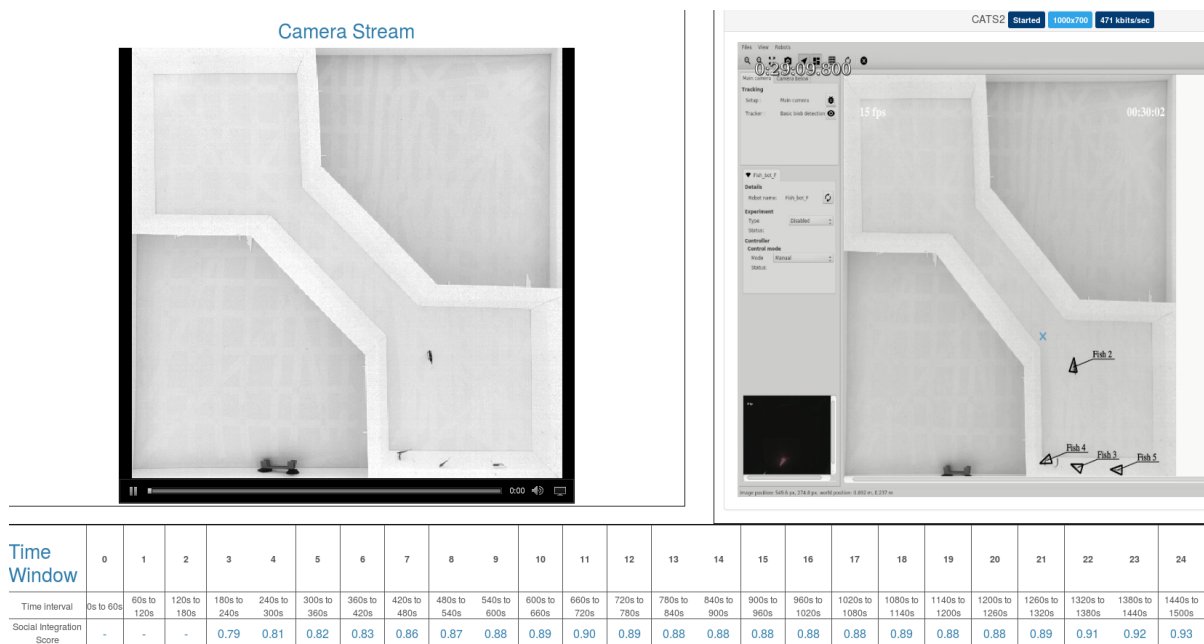 Camera Stream
0:00
CATS2 Started 1000x700 471 kbits/sec
Files View Robots
0:29:09.800
Main camera Camera Below
Tracking
Setup : Main camera
Tracker : Basic blob detection
15 fps
00:30:02
Fish_bot_F
Details
Robot name: Fish_bot_F
Experiment
Type Disabled
Status:
Controller
Control mode
Mode Manual
Status:
Fish 2
Fish 4
Fish 3
Fish 5
Time Window 0 1 2 3 4 5 6 7 8 9 10 11 12 13 14 15 16 17 18 19 20 21 22 23 24
Time interval 0s to 60s 60s to 120s 120s to 180s 180s to 240s 240s to 300s 300s to 360s 360s to 420s 420s to 480s 480s to 540s 540s to 600s 600s to 660s 660s to 720s 720s to 780s 780s to 840s 840s to 900s 900s to 960s 960s to 1020s 1020s to 1080s 1080s to 1140s 1140s to 1200s 1200s to 1260s 1260s to 1320s 1320s to 1380s 1380s to 1440s 1440s to 1500s
Social Integration Score - - - 0.79 0.81 0.82 0.83 0.86 0.87 0.88 0.89 0.90 0.89 0.88 0.88 0.88 0.88 0.88 0.89 0.88 0.88 0.89 0.91 0.92 0.93